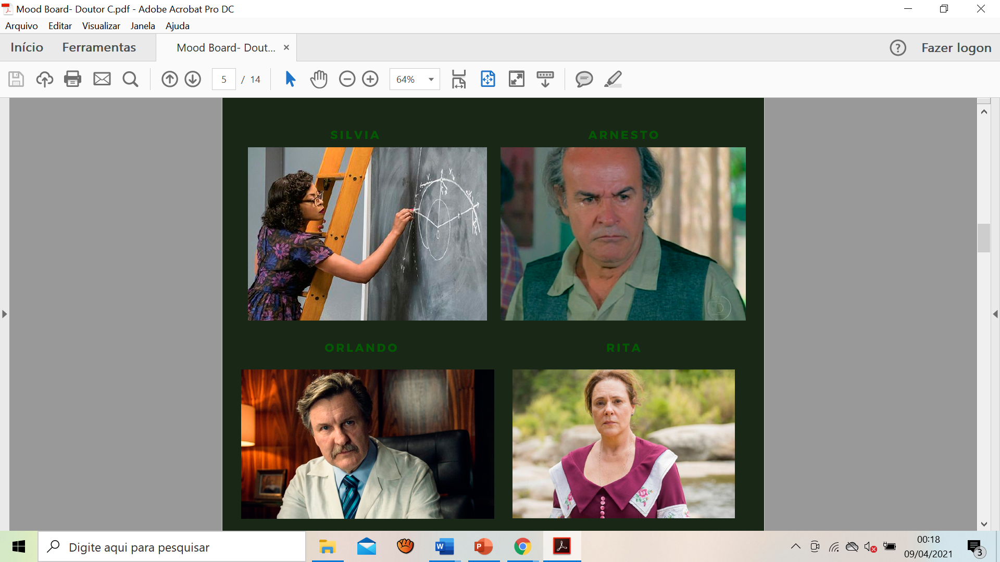 Mood Board- Doutor C.pdf - Adobe Acrobat Pro DC
Arquivo Editar Visualizar Janela Ajuda
Início Ferramentas Mood Board- Dout... × ? Fazer logon
5 / 14 64%
SILVIA ARNESTO
ORLANDO RITA
Digite aqui para pesquisar
00:18
09/04/2021
3